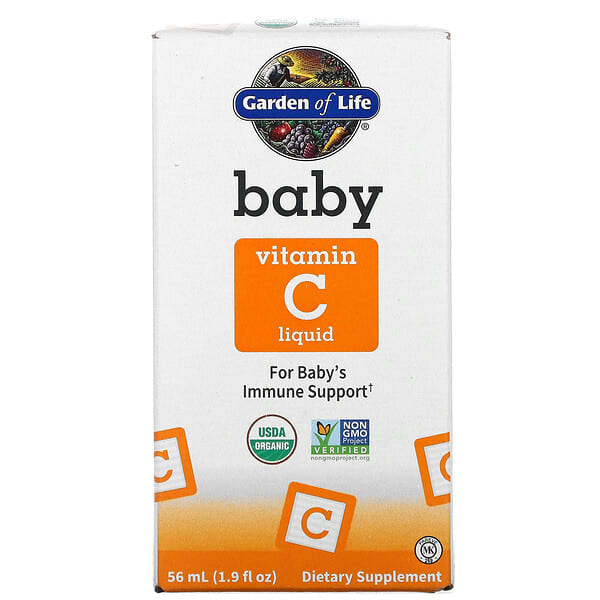 Garden of Life®
baby
vitamin
C
liquid
For Baby's
Immune Support†
USDA
ORGANIC
NON
GMO
Project
VERIFIED
nongmoproject.org
C
C
C
MK
56 mL (1.9 fl oz) Dietary Supplement